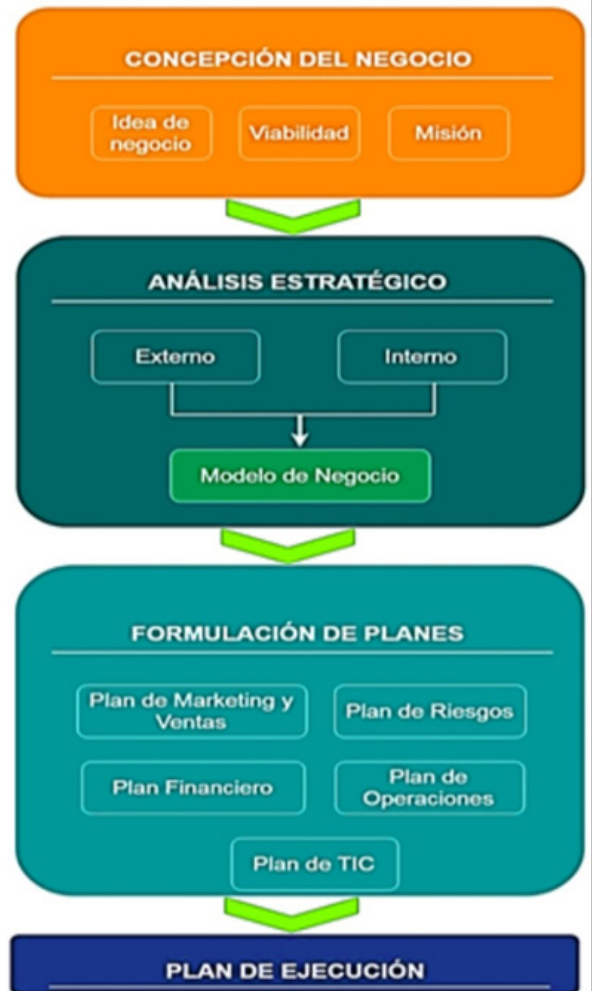 CONCEPCIÓN DEL NEGOCIO
Idea de
negocio
Viabilidad
Misión
ANÁLISIS ESTRATÉGICO
Externo
Interno
Modelo de Negocio
FORMULACIÓN DE PLANES
Plan de Marketing y
Ventas
Plan de Riesgos
Plan Financiero
Plan de
Operaciones
Plan de TIC
PLAN DE EJECUCIÓN